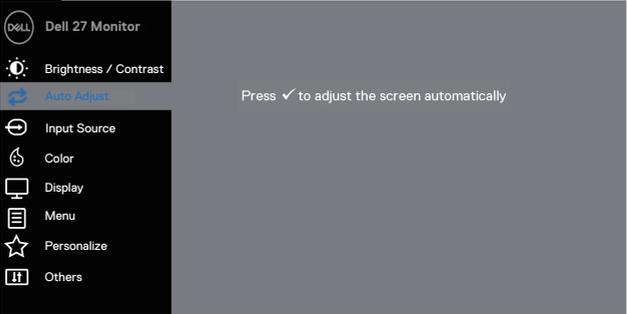 DELL
Dell 27 Monitor
Brightness / Contrast
Auto Adjust
Press ✓ to adjust the screen automatically
Input Source
Color
Display
Menu
Personalize
Others